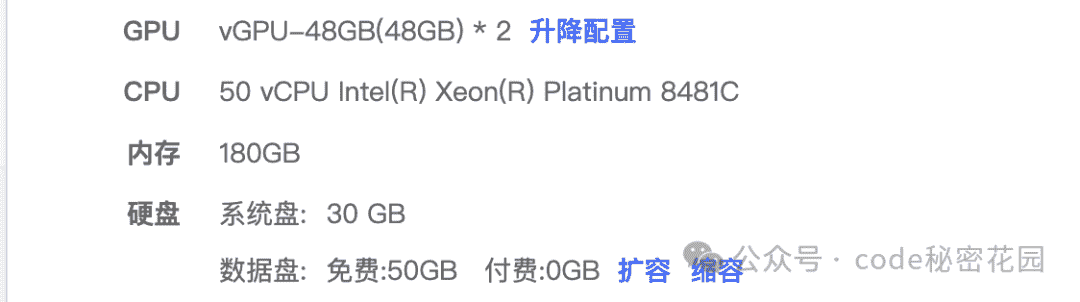 GPU vGPU-48GB(48GB) * 2 升降配置
CPU 50 vCPU Intel(R) Xeon(R) Platinum 8481C
内存 180GB
硬盘 系统盘: 30 GB
数据盘: 免费:50GB 付费:0GB 扩容 缩容
公众号 · code秘密花园